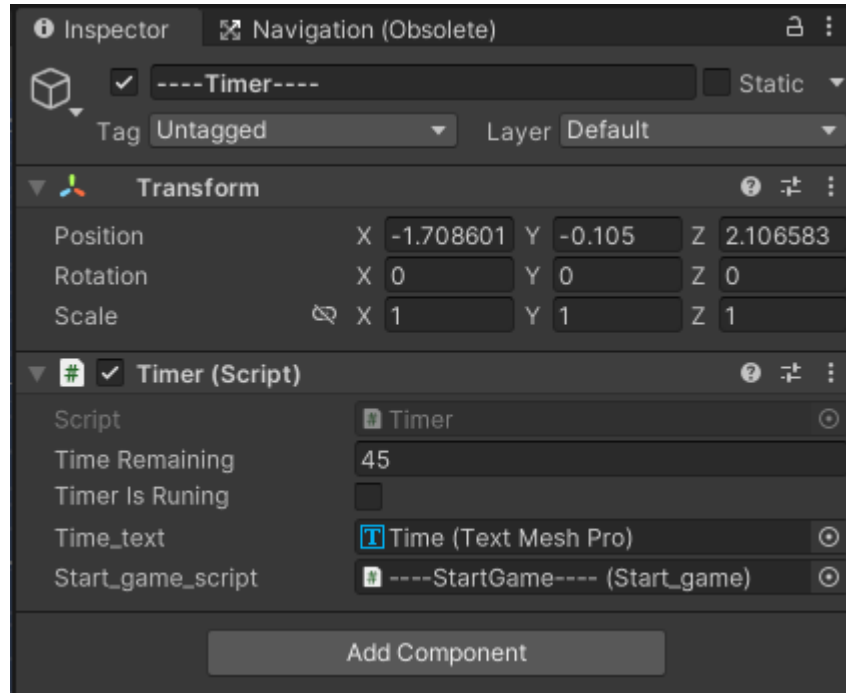 Inspector Navigation (Obsolete)
----Timer---- Static
Tag Untagged Layer Default
Transform
Position X -1.708601 Y -0.105 Z 2.106583
Rotation X 0 Y 0 Z 0
Scale X 1 Y 1 Z 1
# Timer (Script)
Script # Timer
Time Remaining 45
Timer Is Runing
Time_text T Time (Text Mesh Pro)
Start_game_script # ----StartGame---- (Start_game)
Add Component